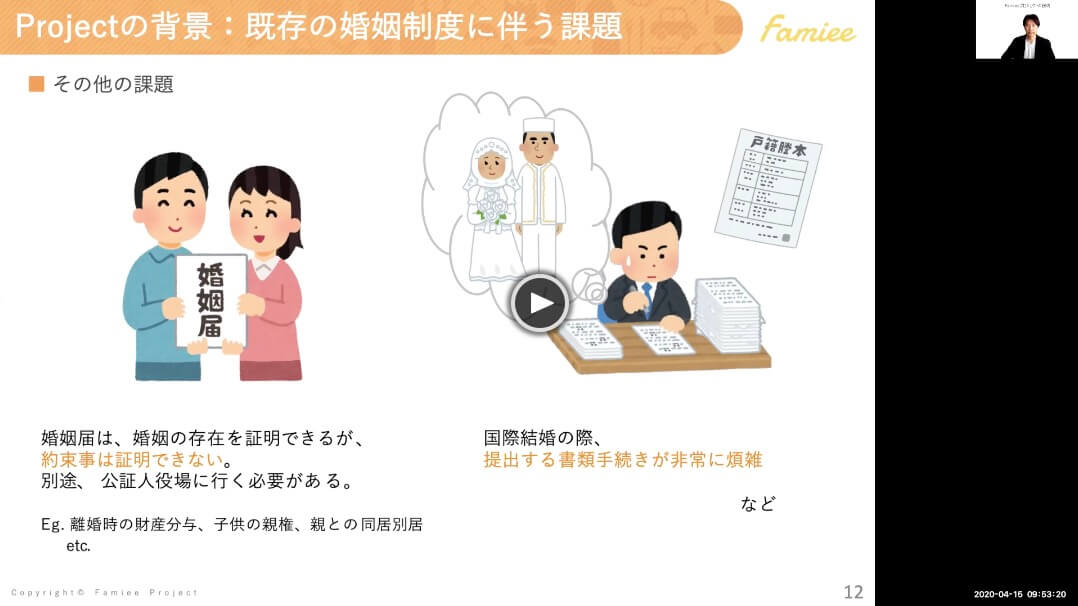 Projectの背景：既存の婚姻制度に伴う課題
Famiee
■ その他の課題
戸籍謄本
婚姻届
婚姻届は、婚姻の存在を証明できるが、
約束事は証明できない。
別途、 公証人役場に行く必要がある。
国際結婚の際、
提出する書類手続きが非常に煩雑
など
Eg. 離婚時の財産分与、子供の親権、親との同居別居
etc.
Copyright© Famiee Project
12
2020-04-16 09:53:20